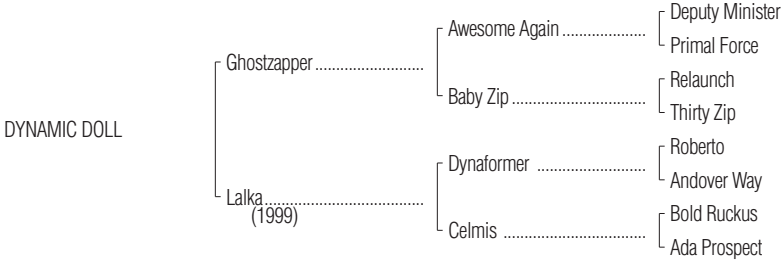 Deputy Minister
Awesome Again ....................
Primal Force
Ghostzapper ..........................
Relaunch
Baby Zip ................................
Thirty Zip
DYNAMIC DOLL
Roberto
Dynaformer ..........................
Andover Way
Lalka ......................................
(1999)
Bold Ruckus
Celmis ..................................
Ada Prospect